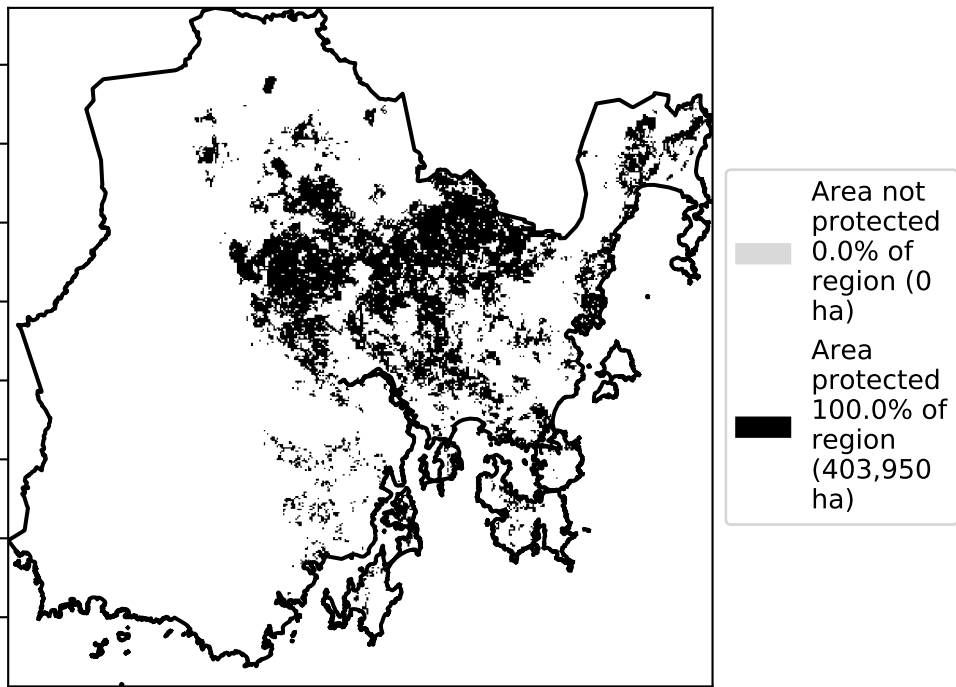 Area not
protected
0.0% of
region (0
ha)
Area
protected
100.0% of
region
(403,950
ha)